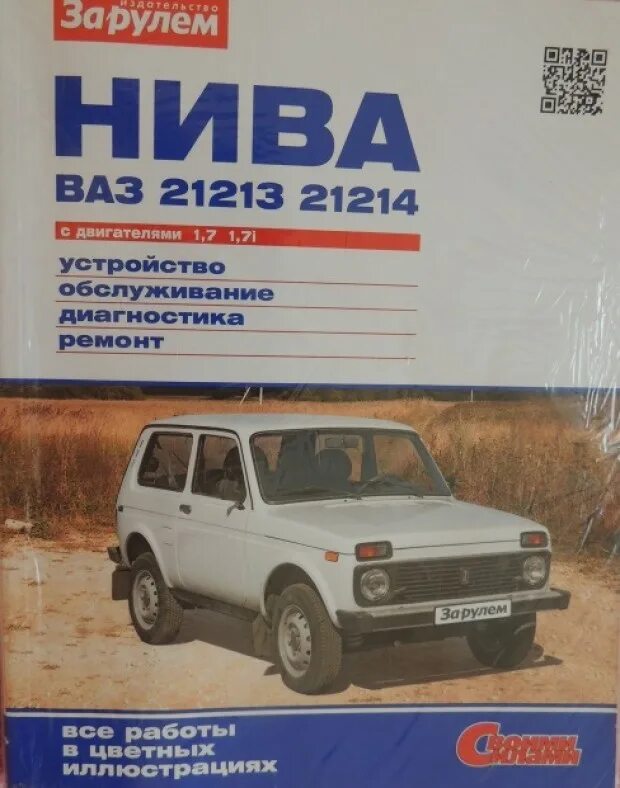 издательство
За рулем
НИВА
ВАЗ 21213 21214
с двигателями 1,7 1,7i
устройство
обслуживание
диагностика
ремонт
За рулем
все работы
в цветных
иллюстрациях
Своими
Силами